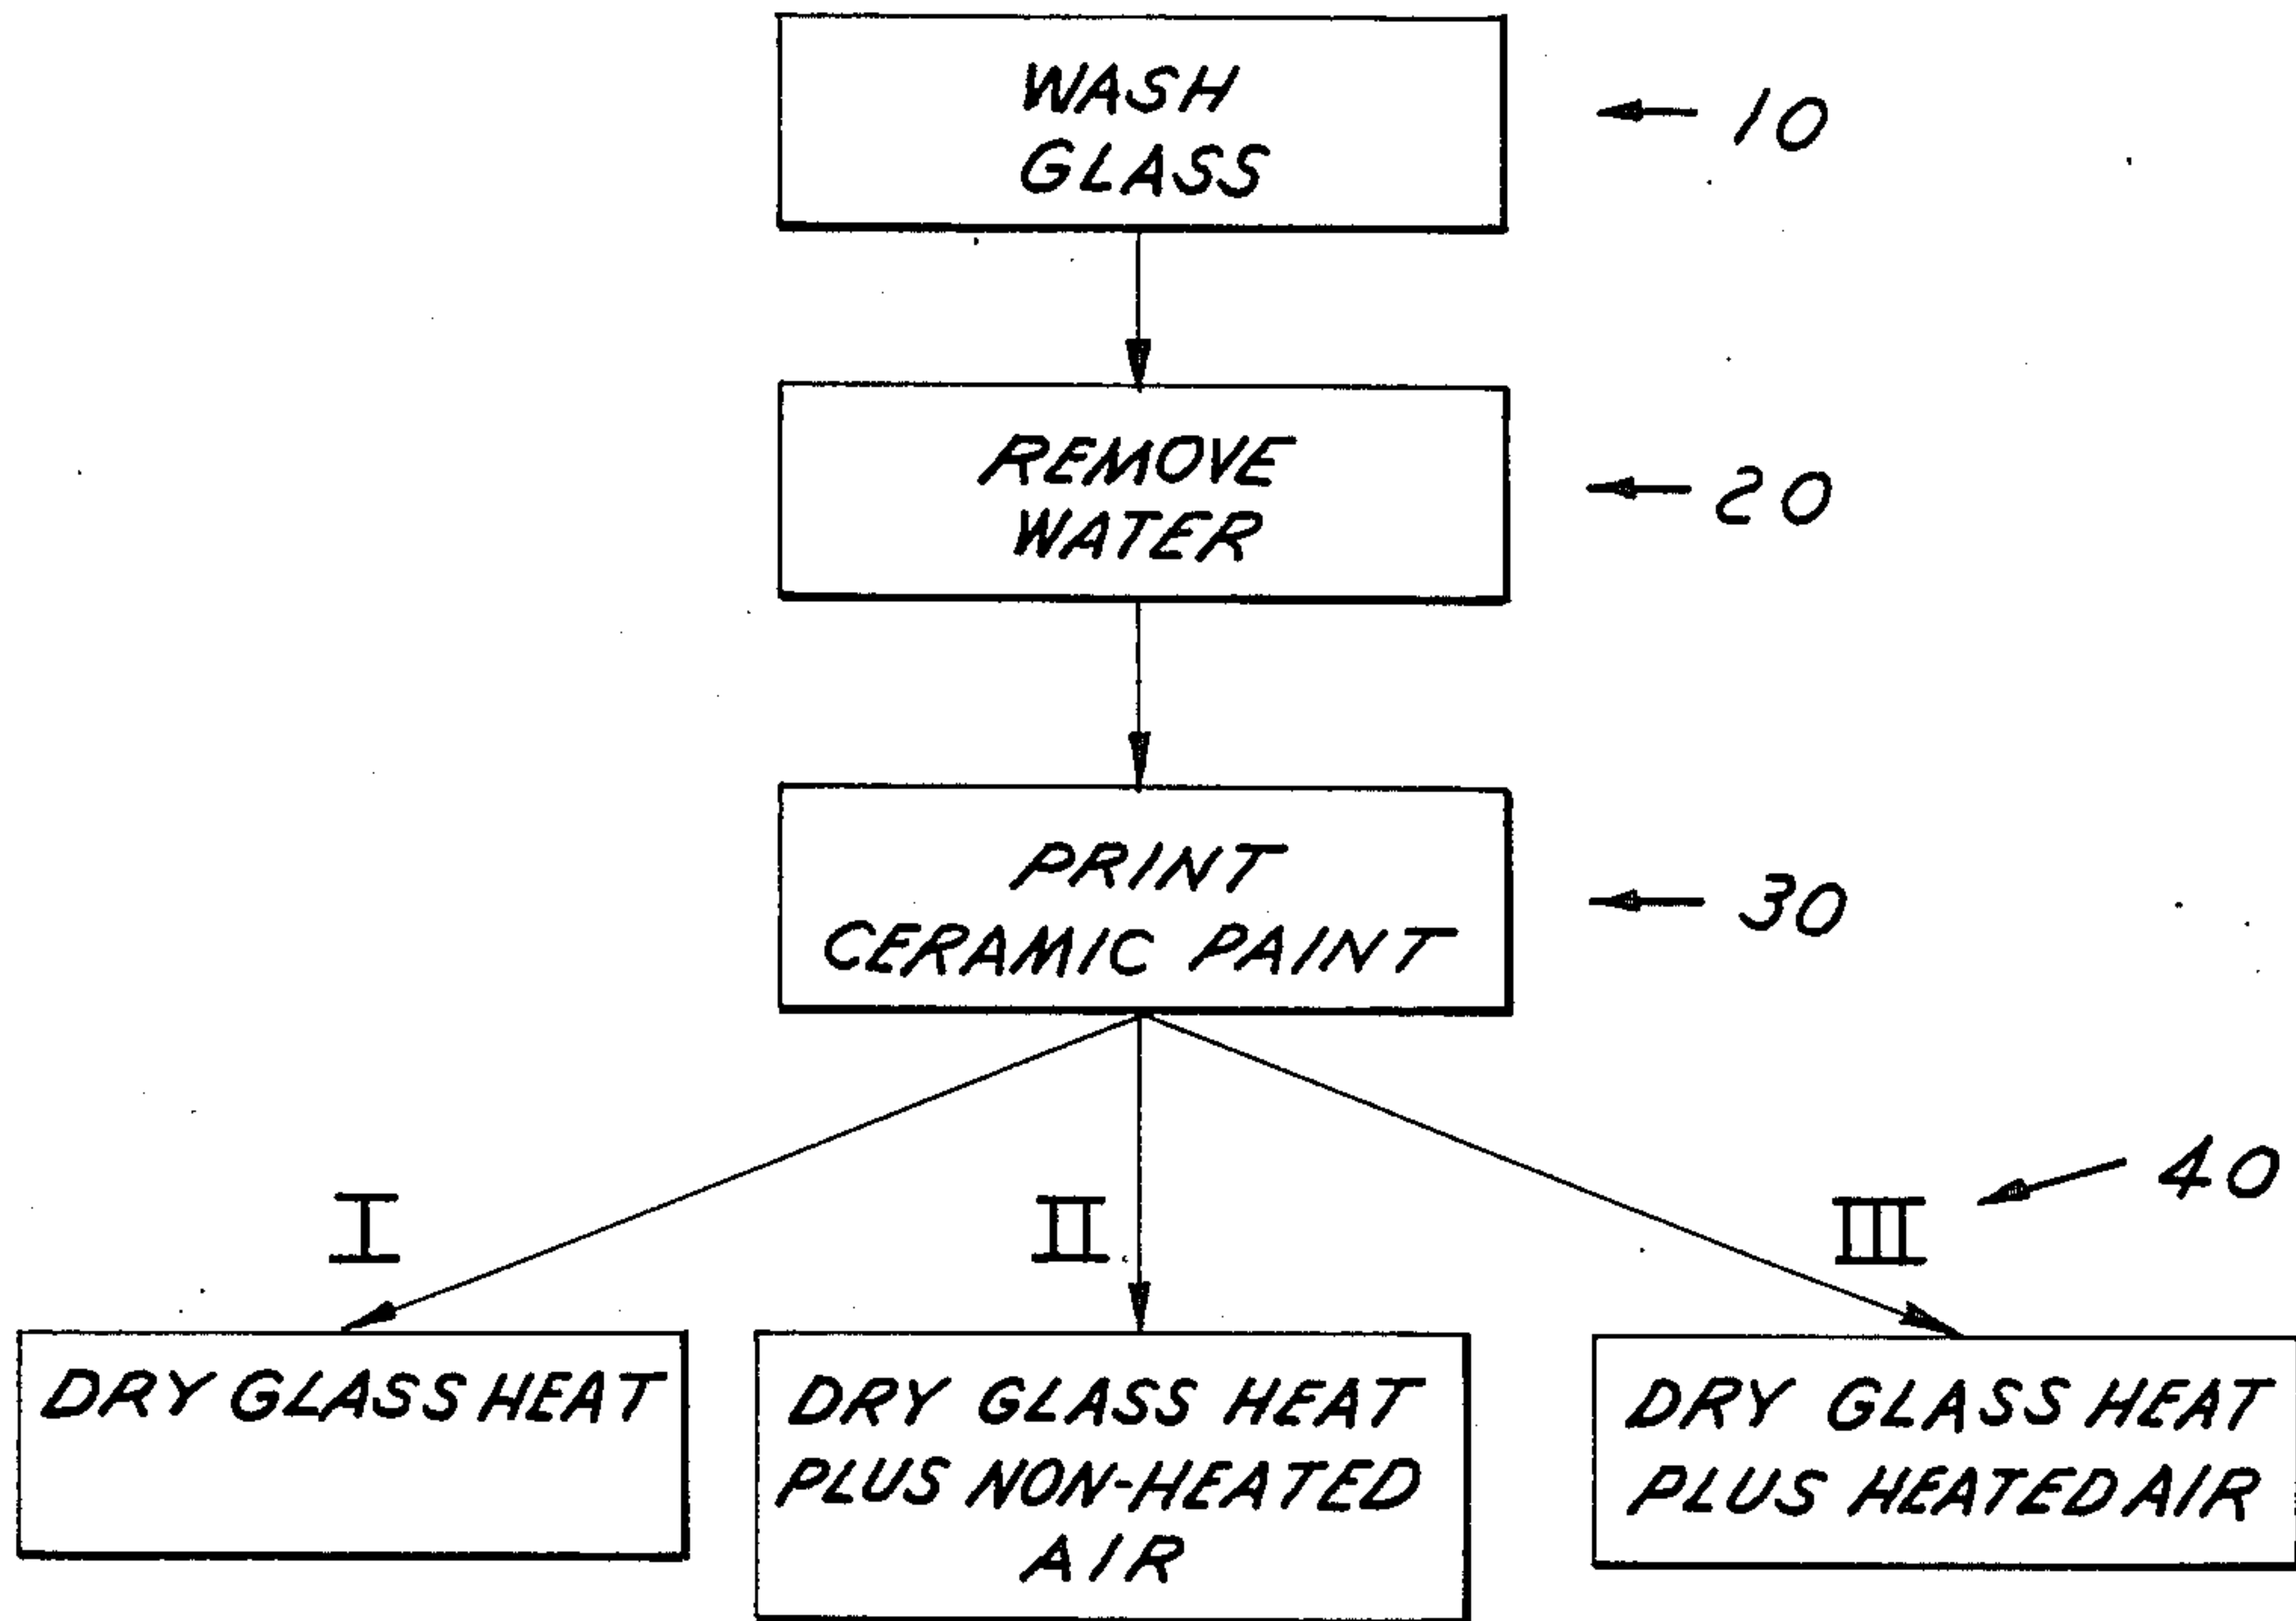 WASH
GLASS
10
REMOVE
WATER
20
PRINT
CERAMIC PAINT
30
40
I
II
III
DRY GLASS HEAT
DRY GLASS HEAT
PLUS NON-HEATED
AIR
DRY GLASS HEAT
PLUS HEATED AIR